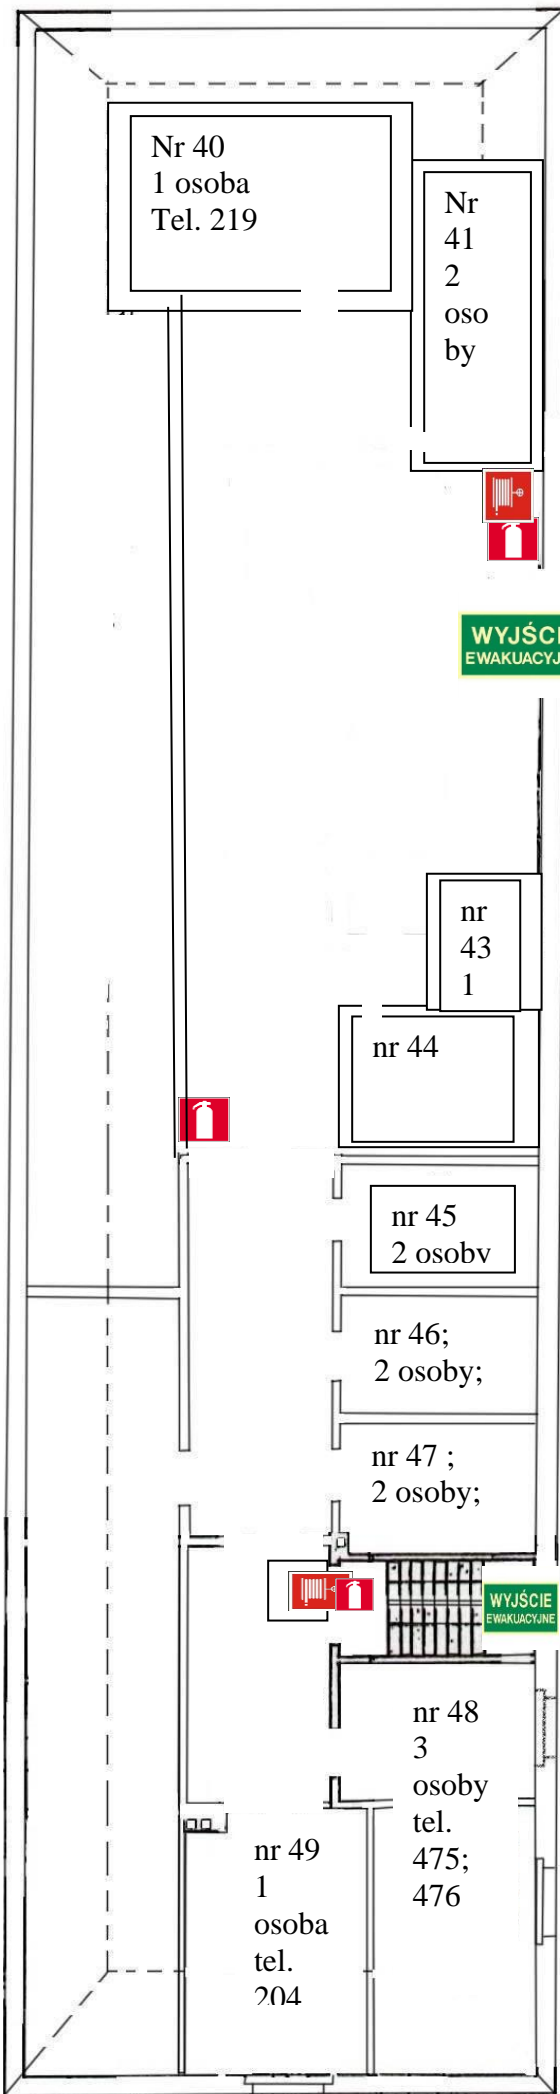 Nr 40
1 osoba
Tel. 219
Nr
41
2
oso
by
WYJŚCI
EWAKUACYJ
nr
43
1
nr 44
nr 45
2 osoby
nr 46;
2 osoby;
nr 47 ;
2 osoby;
WYJŚCIE
EWAKUACYJNE
nr 48
3
osoby
tel.
475;
476
nr 49
1
osoba
tel.
204